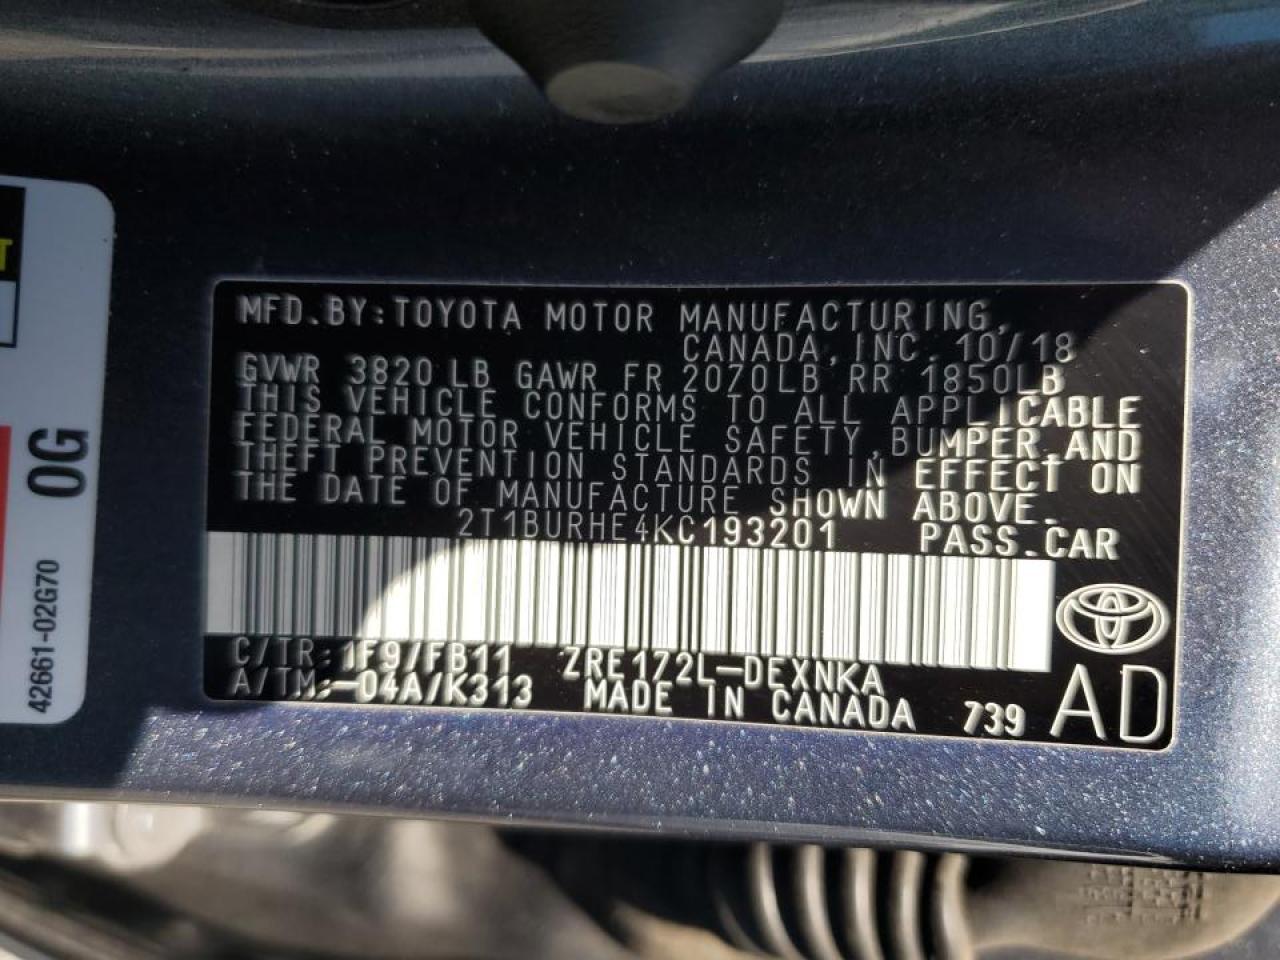 MFD.BY:TOYOTA MOTOR MANUFACTURING,
CANADA,INC. 10/18
GVWR 3820LB GAWR FR 2070LB RR 1850LB
THIS VEHICLE CONFORMS TO ALL APPLICABLE
FEDERAL MOTOR VEHICLE SAFETY,BUMPER,AND
THEFT PREVENTION STANDARDS IN EFFECT ON
THE DATE OF MANUFACTURE SHOWN ABOVE.
2T1BURHE4KC193201 PASS.CAR
C/TR:1F9/FB11 ZRE172L-DEXNKA
A/TM:-04A/K313 MADE IN CANADA 739 AD
42661-02G70 0G
T